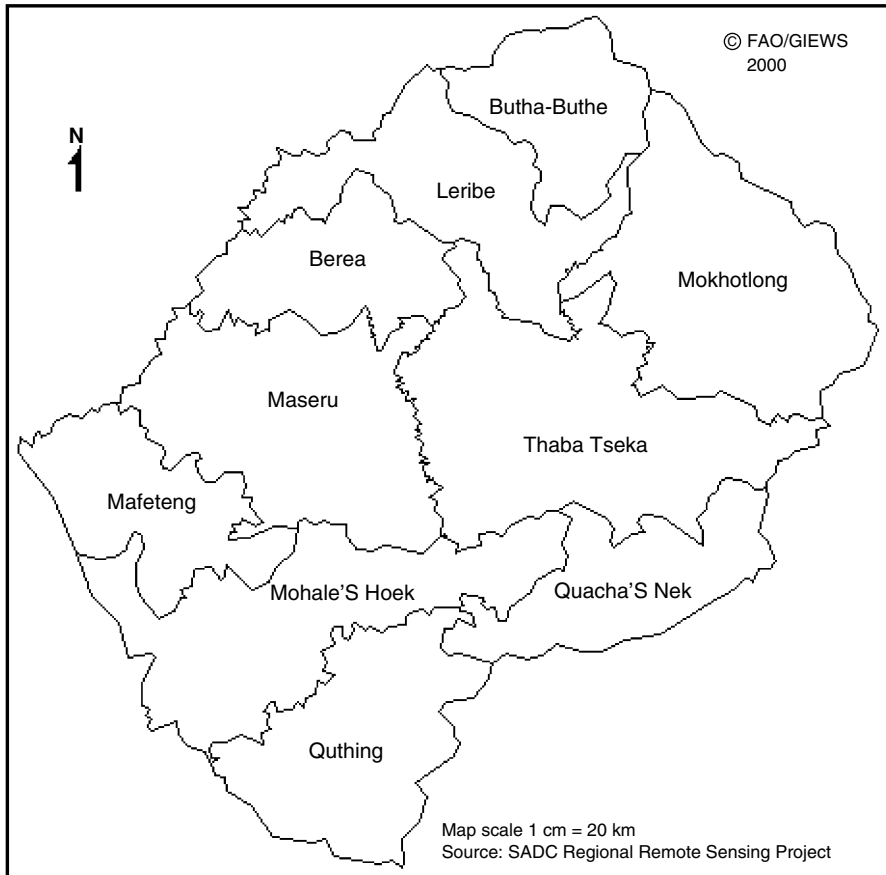 © FAO/GIEWS
2000
N
Butha-Buthe
Leribe
Berea
Mokhotlong
Maseru
Thaba Tseka
Mafeteng
Mohale'S Hoek
Quacha'S Nek
Quthing
Map scale 1 cm = 20 km
Source: SADC Regional Remote Sensing Project